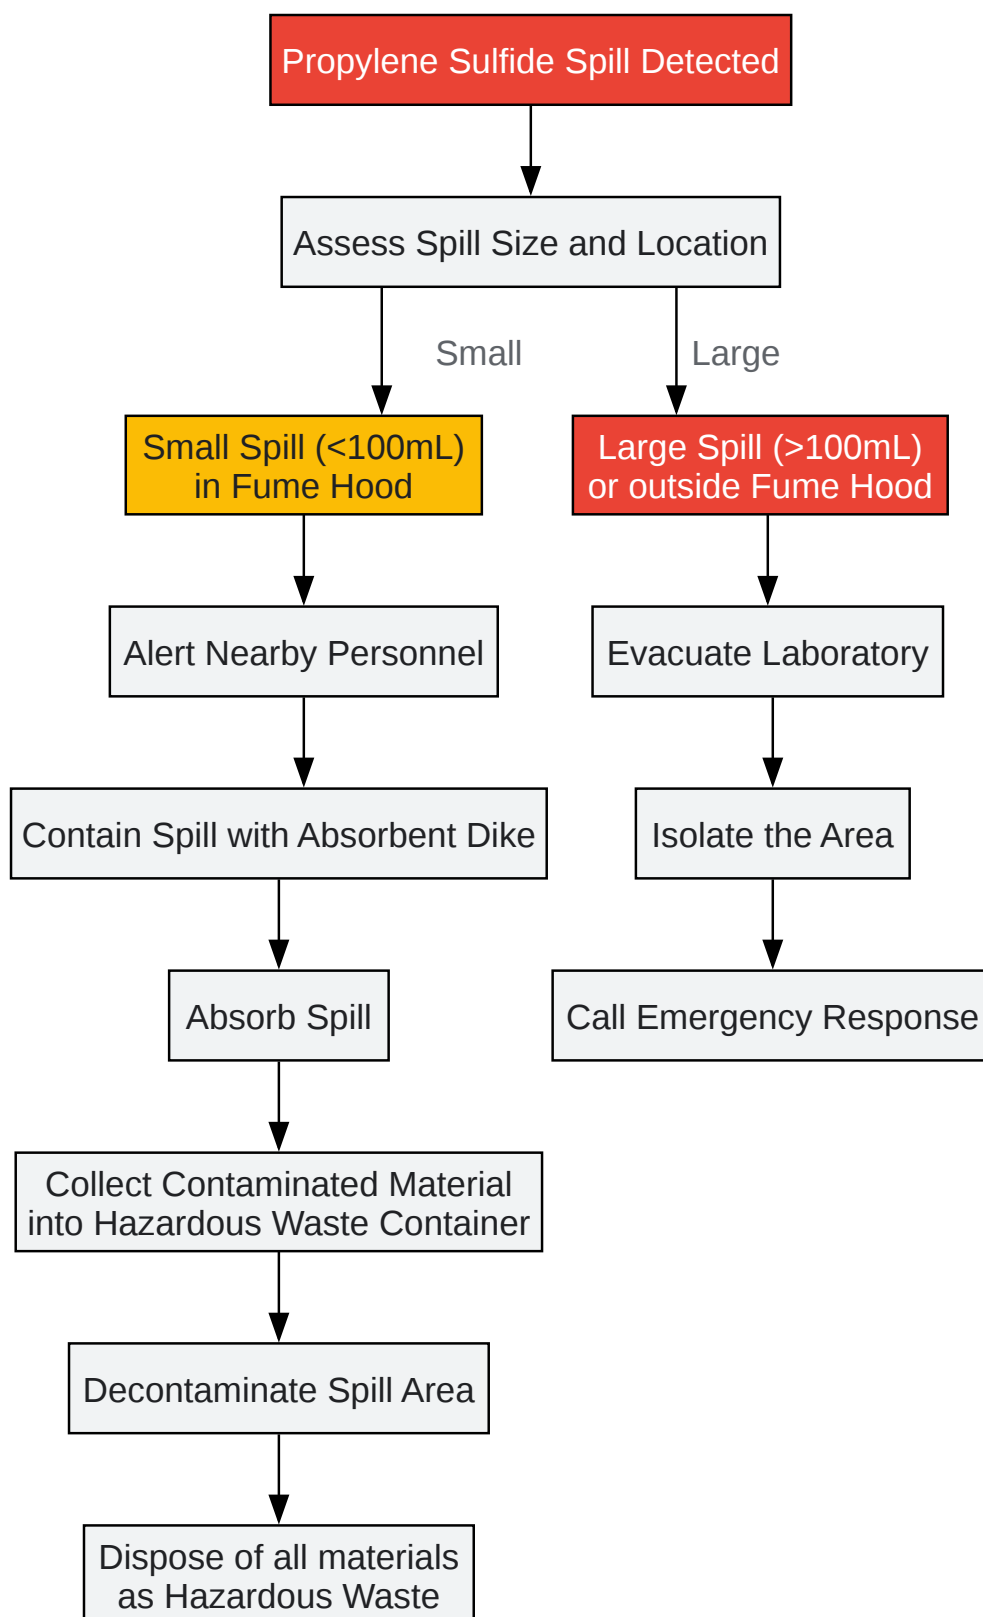 Propylene Sulfide Spill Detected
Assess Spill Size and Location
Small
Large
Small Spill (<100mL)
in Fume Hood
Large Spill (>100mL)
or outside Fume Hood
Alert Nearby Personnel
Evacuate Laboratory
Contain Spill with Absorbent Dike
Isolate the Area
Absorb Spill
Call Emergency Response
Collect Contaminated Material
into Hazardous Waste Container
Decontaminate Spill Area
Dispose of all materials
as Hazardous Waste